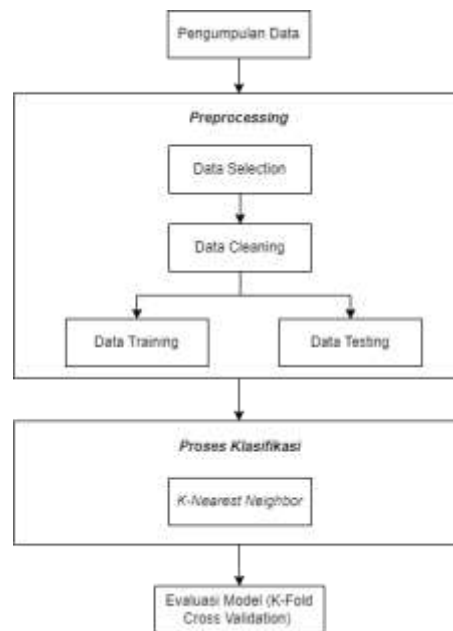 Pengumpulan Data
Preprocessing
Data Selection
Data Cleaning
Data Training
Data Testing
Proses Klasifikasi
K-Nearest Neighbor
Evaluasi Model (K-Fold
Cross Validation)